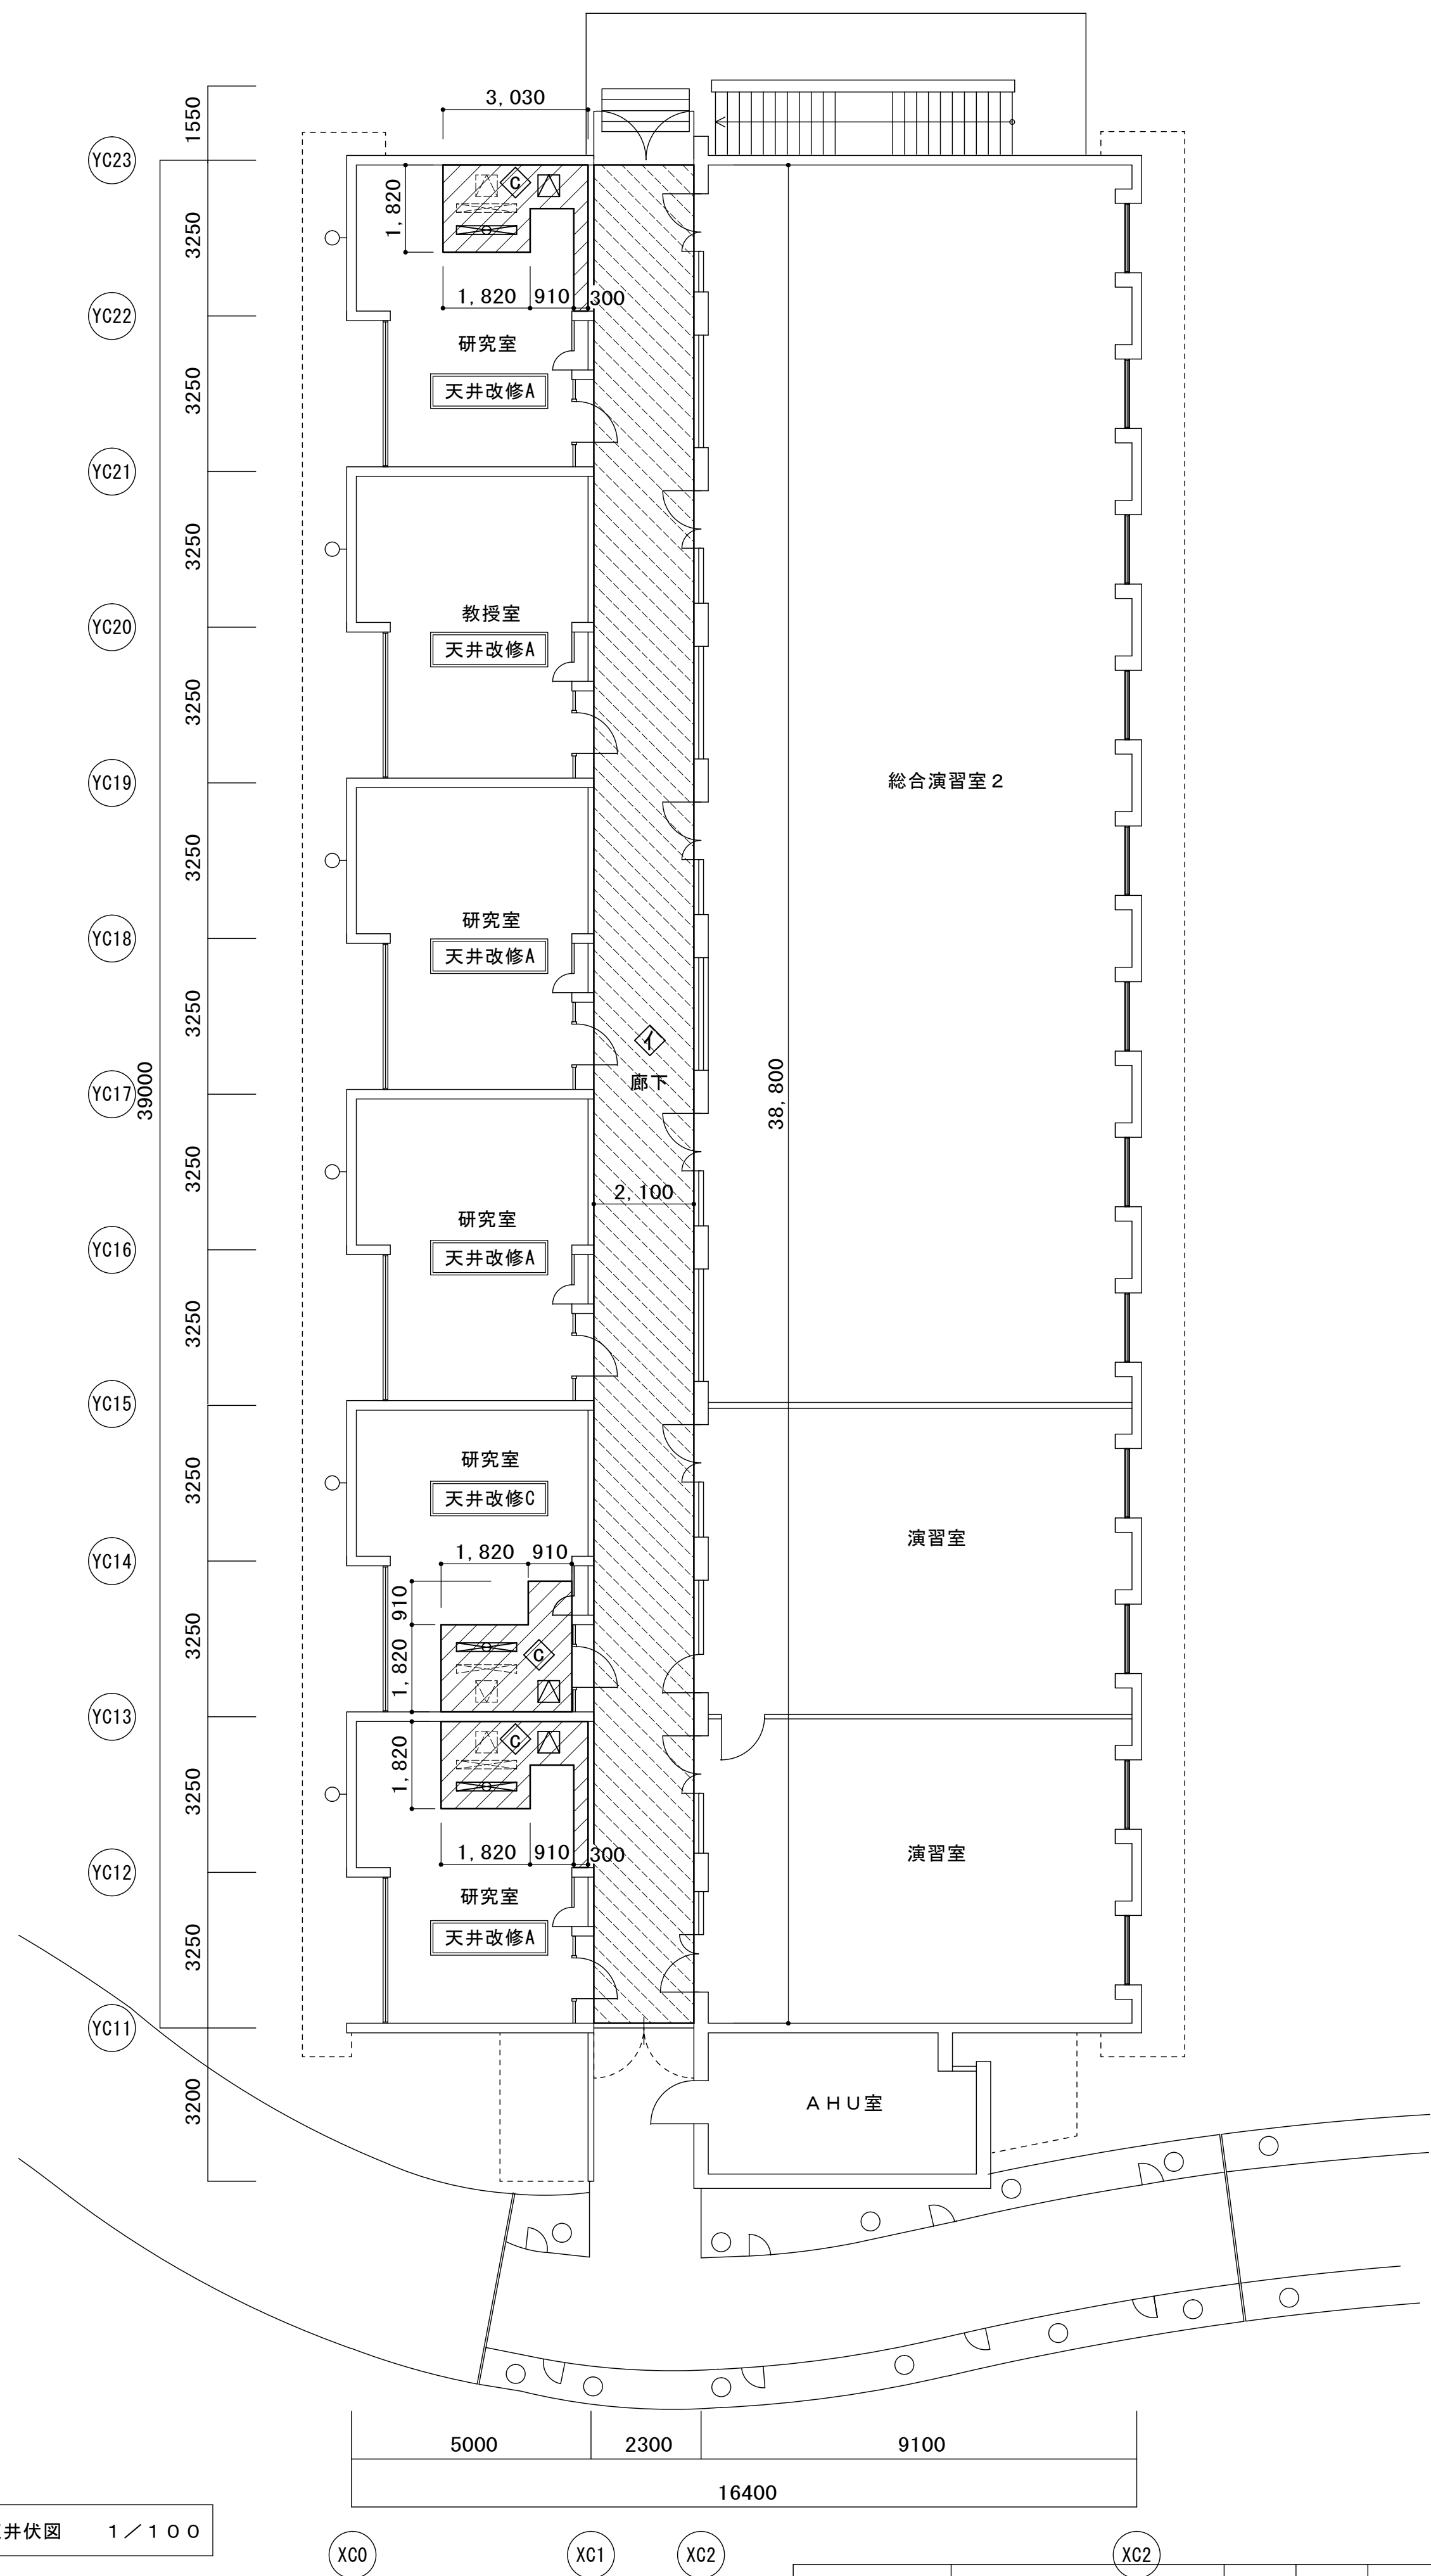 3,030
1550
YC23
3250
1,820
C
1,820
910
300
YC22
研究室
3250
天井改修A
YC21
3250
教授室
YC20
天井改修A
3250
YC19
総合演習室2
3250
研究室
YC18
天井改修A
3250
イ
廊下
YC17
39000
38,800
3250
2,100
研究室
YC16
天井改修A
3250
YC15
研究室
3250
天井改修C
演習室
YC14
1,820
910
910
3250
1,820
C
YC13
C
1,820
3250
1,820
910
300
演習室
YC12
研究室
3250
天井改修A
YC11
3200
AHU室
5000
2300
9100
16400
井伏図 1/100
XC0
XC1
XC2
XC2